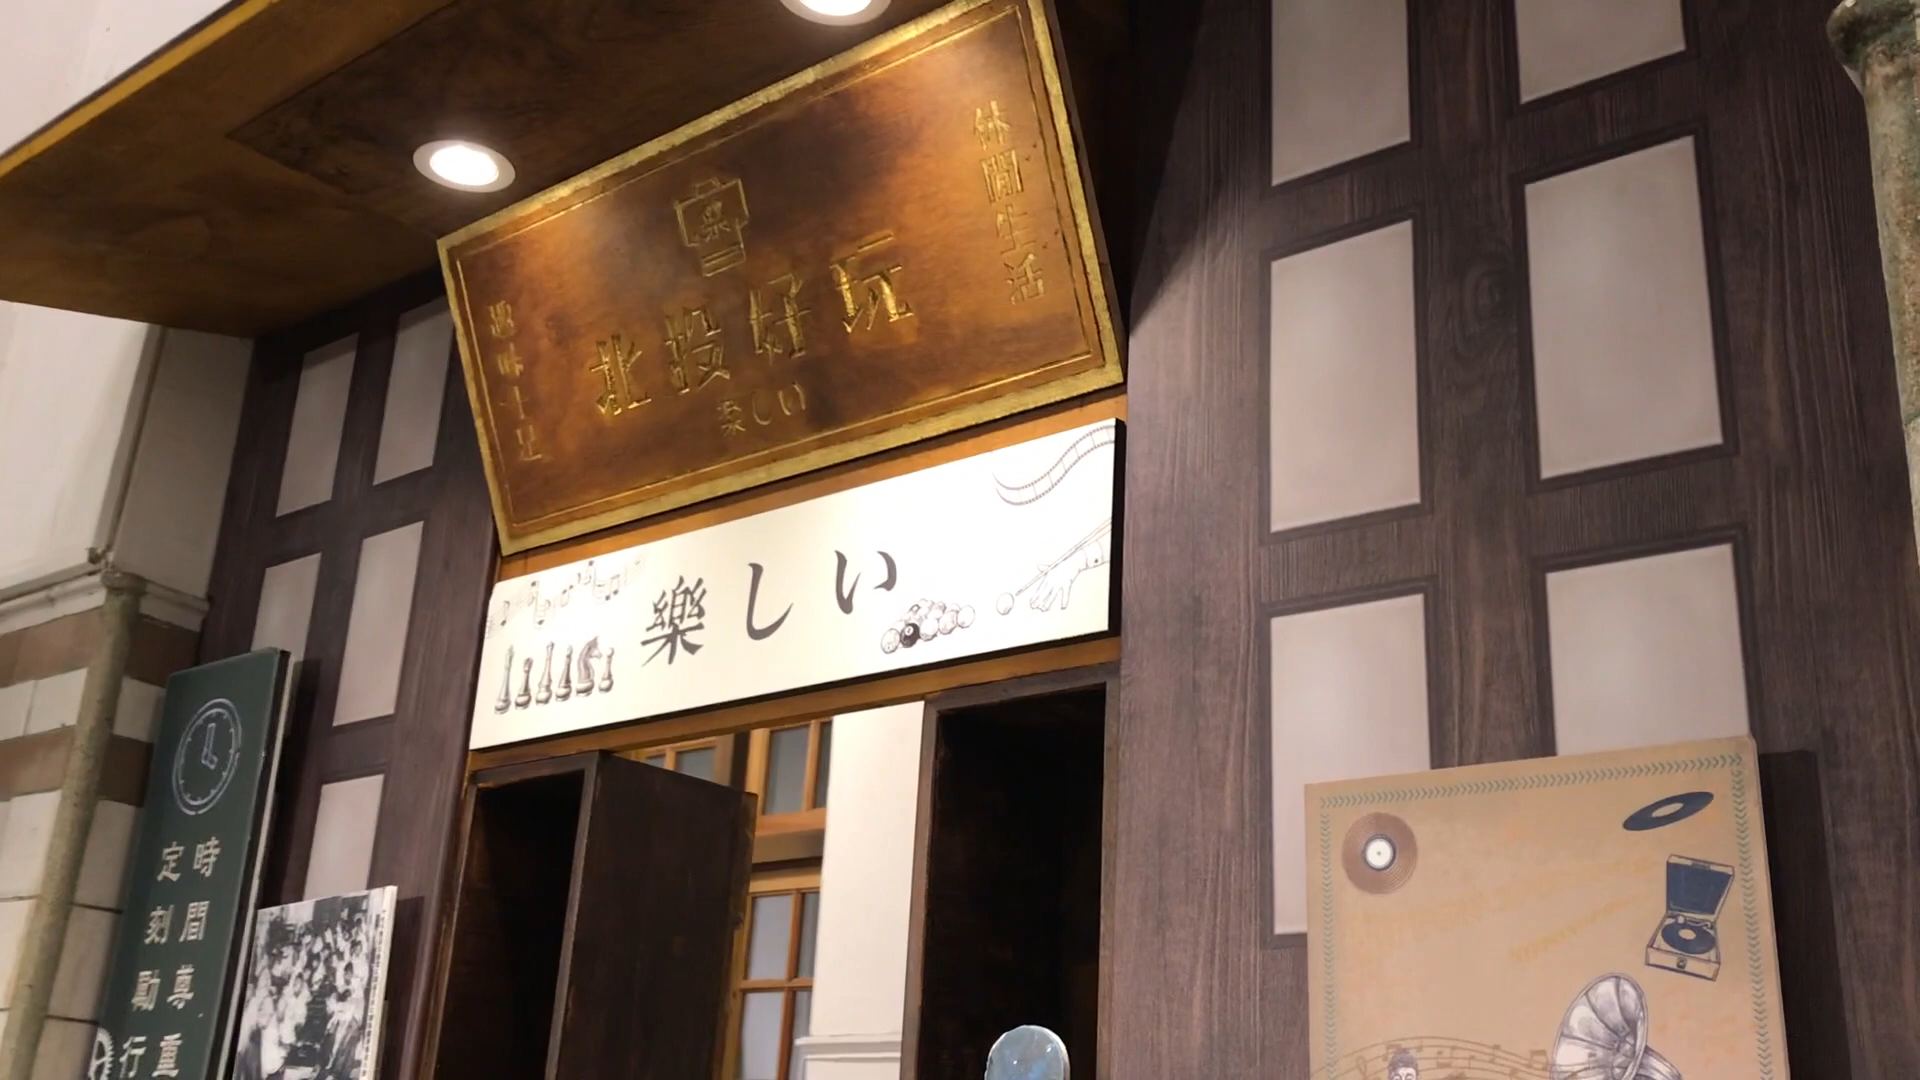 休閒生活
樂
北投好玩
楽しい
趣味十足
樂しい
時間尊重
定刻勵行